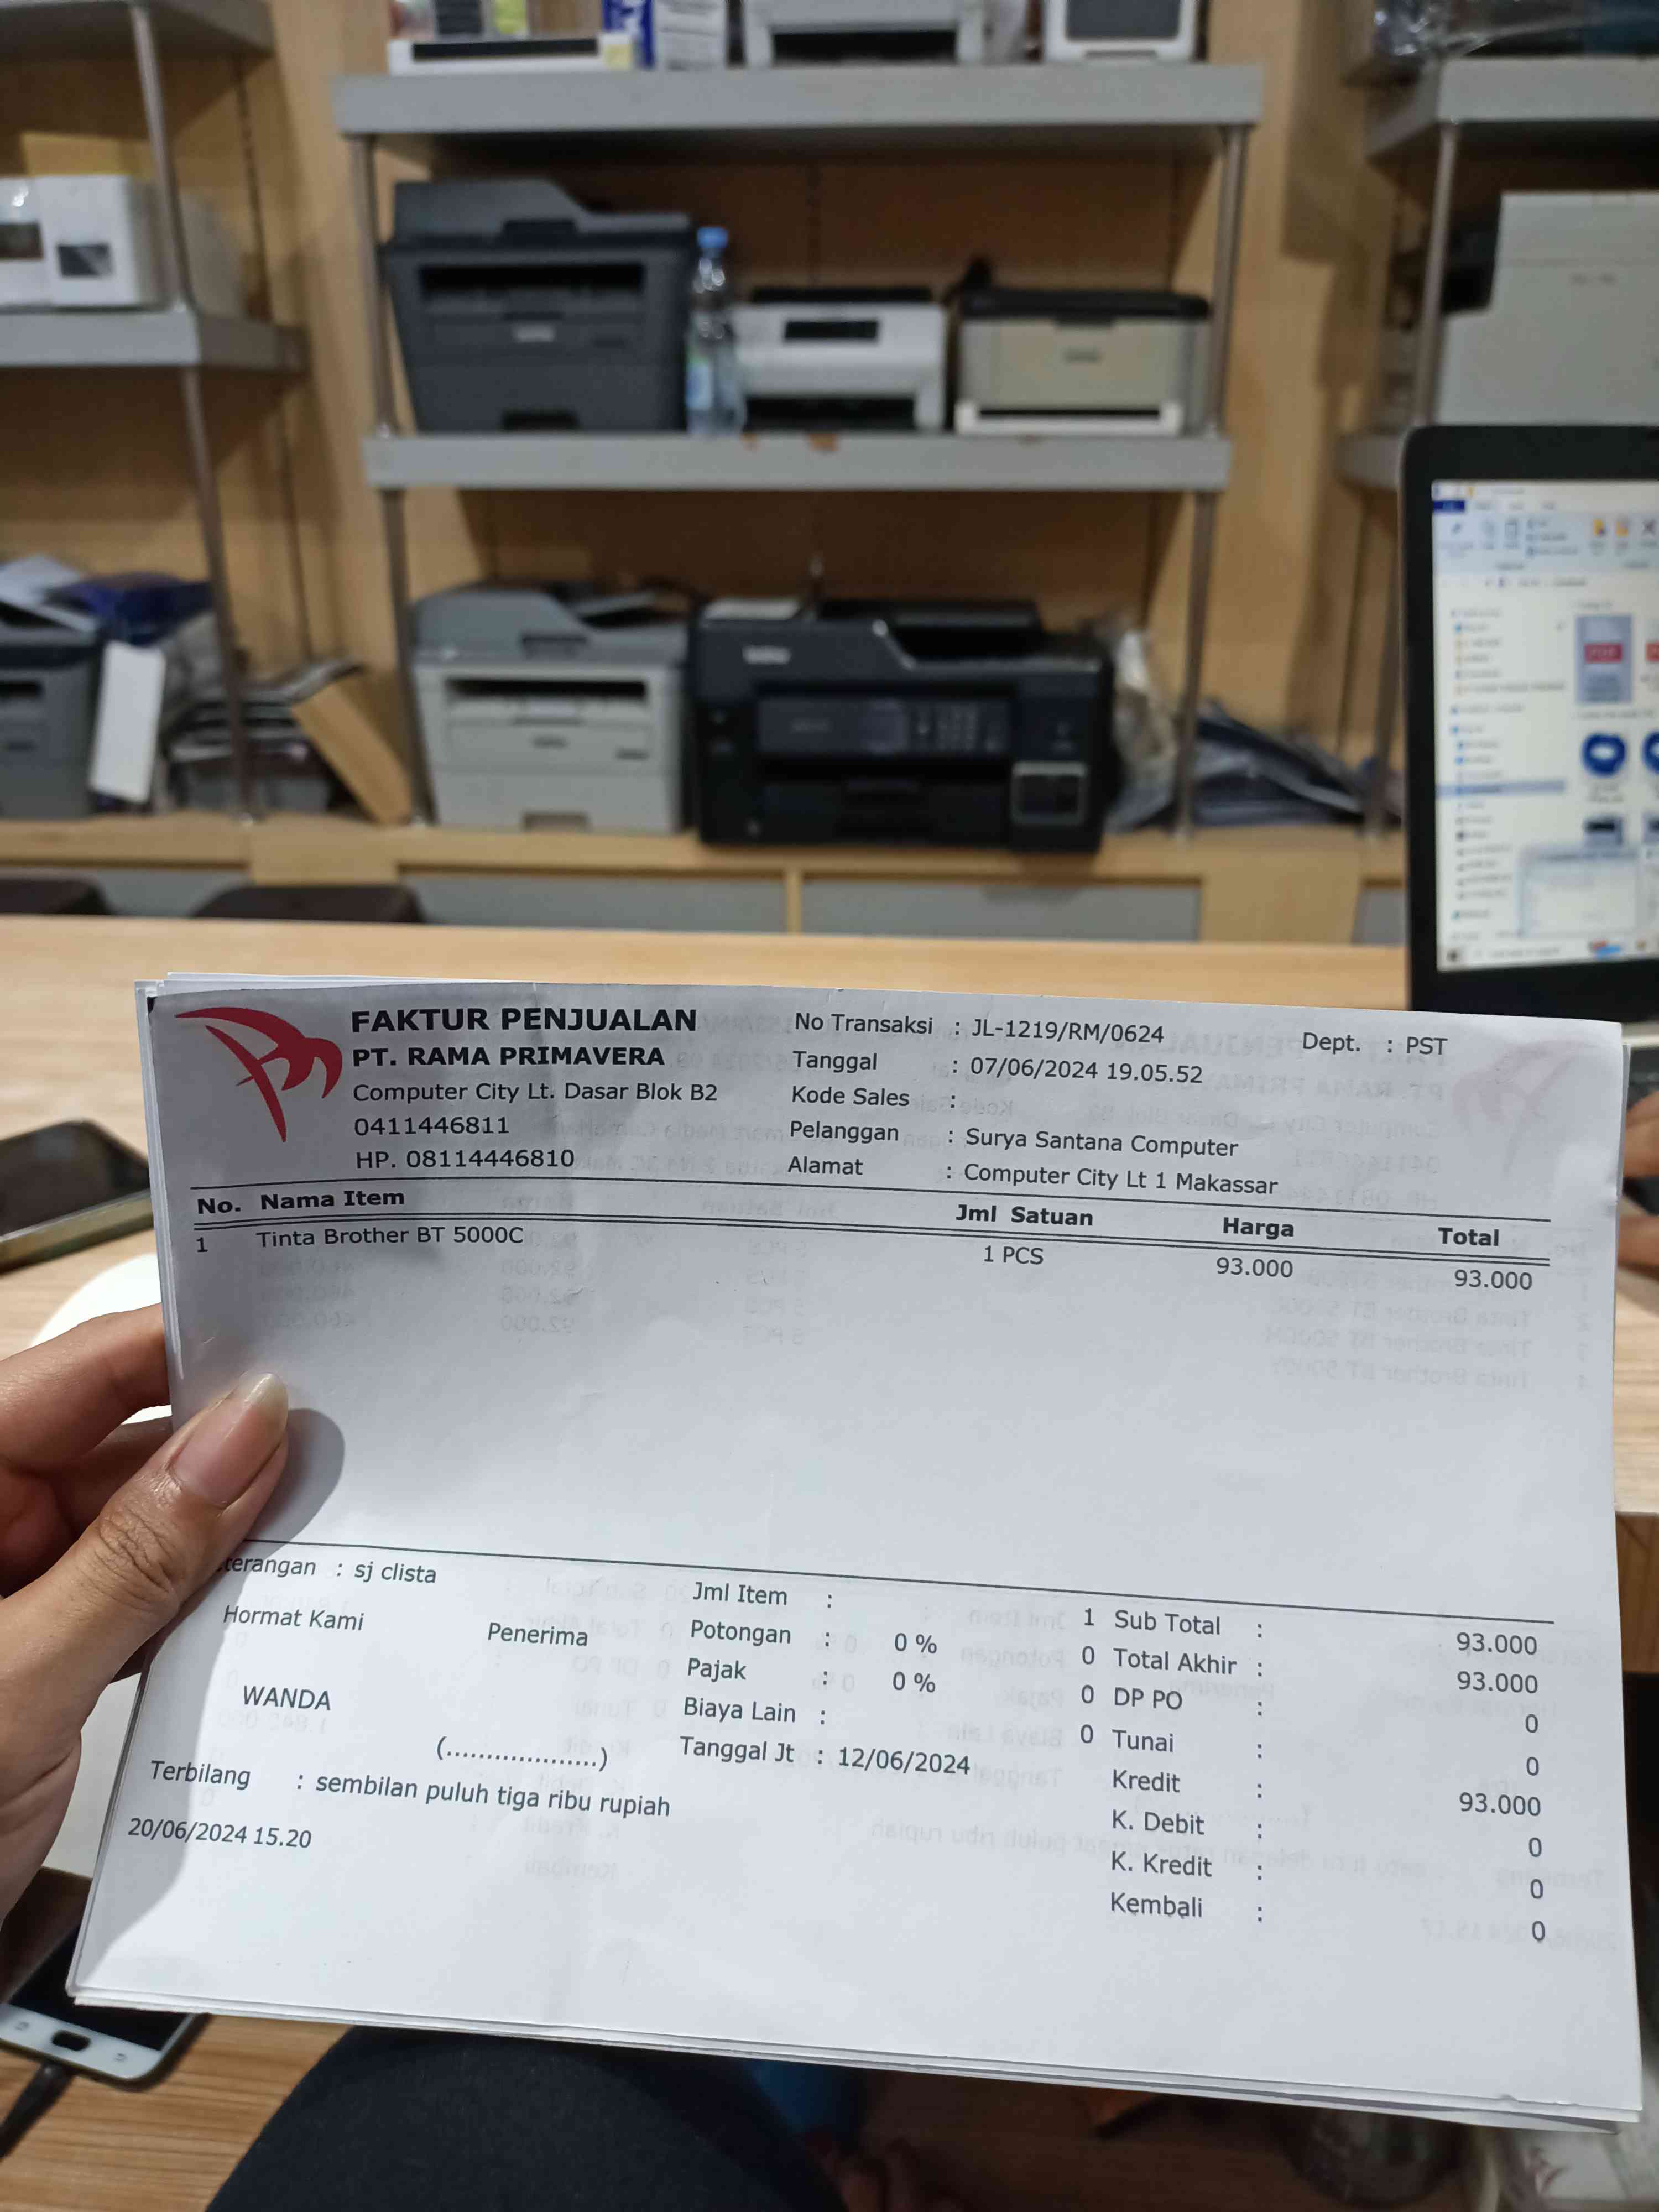 FAKTUR PENJUALAN
PT. RAMA PRIMAVERA
Computer City Lt. Dasar Blok B2
0411446811
HP. 08114446810
No Transaksi : JL-1219/RM/0624
Tanggal : 07/06/2024 19.05.52
Kode Sales :
Pelanggan : Surya Santana Computer
Alamat : Computer City Lt 1 Makassar
Dept. : PST
No. Nama Item Jml Satuan Harga Total
1 Tinta Brother BT 5000C 1 PCS 93.000 93.000
terangan : sj clista
Hormat Kami Penerima
WANDA
(...................)
Jml Item : 1
Potongan : 0 % 0
Pajak : 0 % 0
Biaya Lain : 0
Tanggal Jt : 12/06/2024
Sub Total : 93.000
Total Akhir : 93.000
DP PO : 0
Tunai : 0
Kredit : 93.000
K. Debit : 0
K. Kredit : 0
Kembali : 0
Terbilang : sembilan puluh tiga ribu rupiah
20/06/2024 15.20